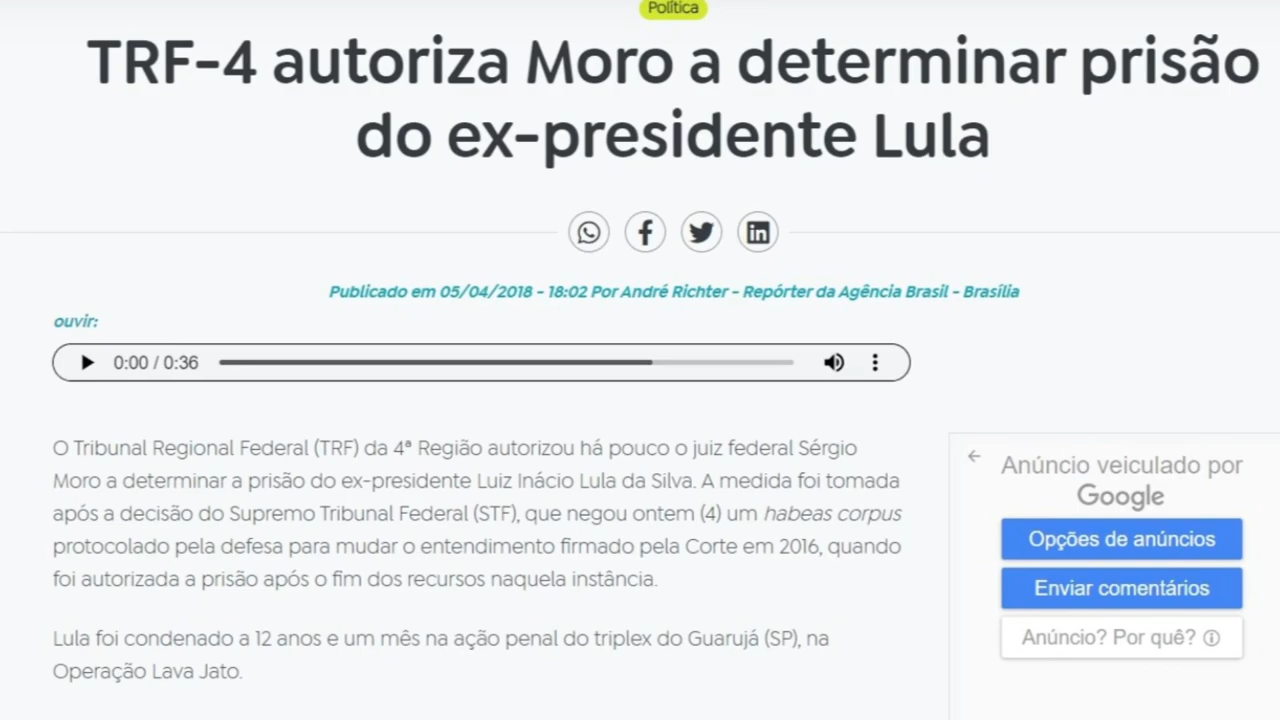 Política
TRF-4 autoriza Moro a determinar prisão
do ex-presidente Lula
Publicado em 05/04/2018 - 18:02 Por André Richter - Repórter da Agência Brasil - Brasília
ouvir:
0:00 / 0:36
O Tribunal Regional Federal (TRF) da 4ª Região autorizou há pouco o juiz federal Sérgio
Moro a determinar a prisão do ex-presidente Luiz Inácio Lula da Silva. A medida foi tomada
após a decisão do Supremo Tribunal Federal (STF), que negou ontem (4) um habeas corpus
protocolado pela defesa para mudar o entendimento firmado pela Corte em 2016, quando
foi autorizada a prisão após o fim dos recursos naquela instância.
Lula foi condenado a 12 anos e um mês na ação penal do triplex do Guarujá (SP), na
Operação Lava Jato.
Anúncio veiculado por
Google
Opções de anúncios
Enviar comentários
Anúncio? Por quê?